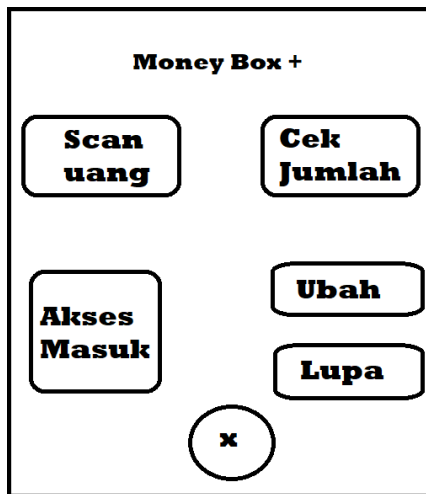 Money Box +
Scan
uang
Cek
Jumlah
Akses
Masuk
Ubah
Lupa
x